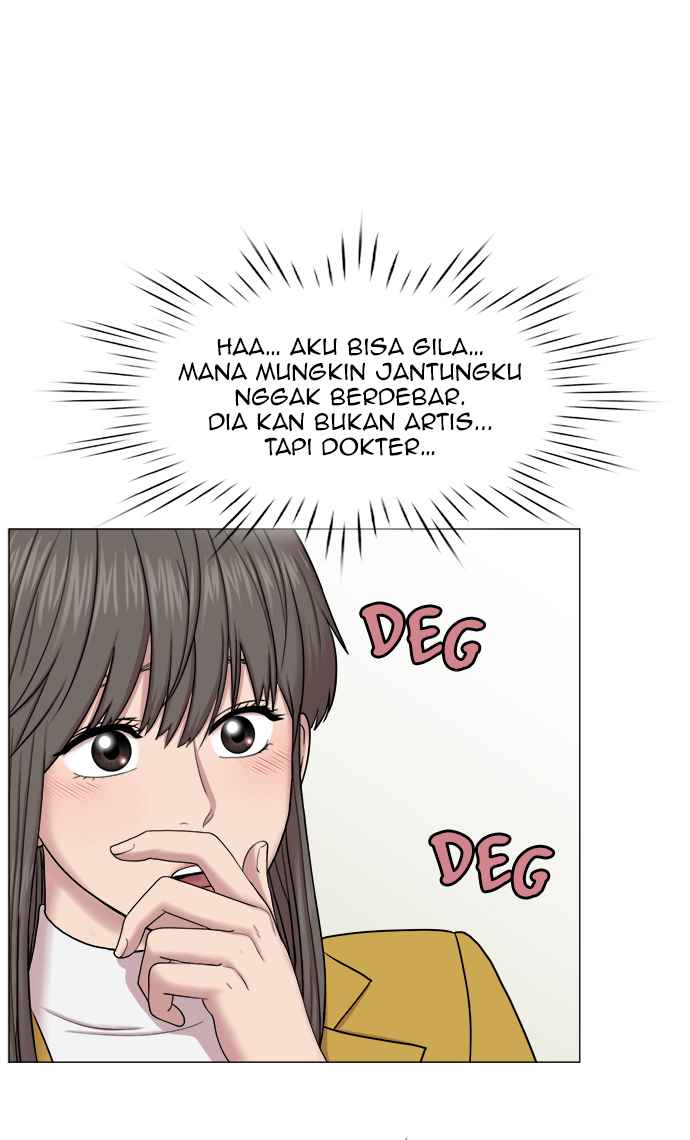 HAA... AKU BISA GILA...
MANA MUNGKIN JANTUNGKU
NGGAK BERDEBAR.
DIA KAN BUKAN ARTIS...
TAPI DOKTER...
DEG
DEG